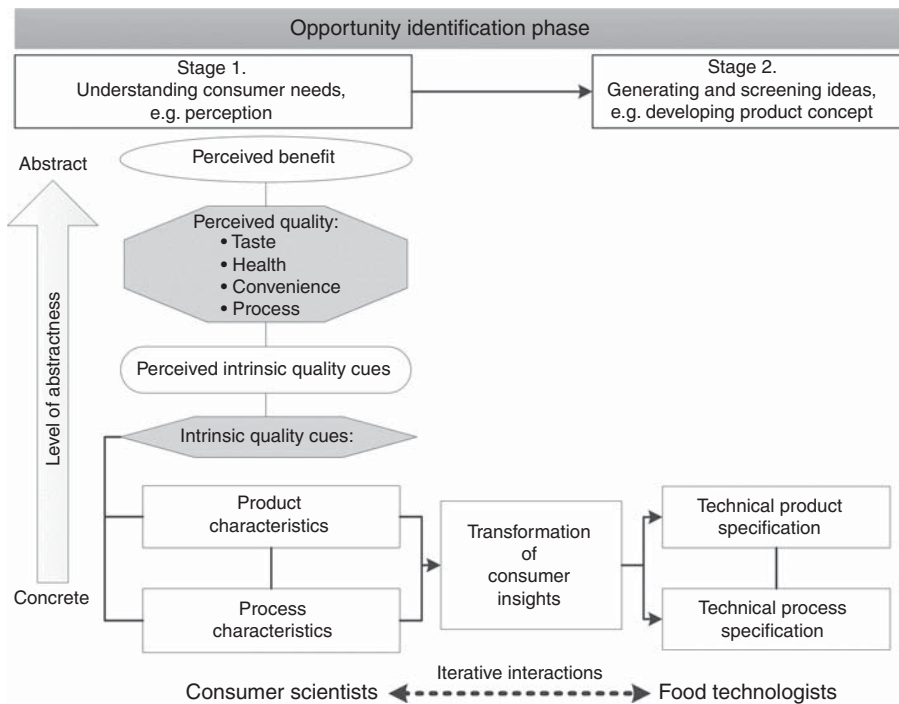 Opportunity identification phase
Stage 1.
Understanding consumer needs,
e.g. perception
Stage 2.
Generating and screening ideas,
e.g. developing product concept
Abstract
Level of abstractness
Concrete
Perceived benefit
Perceived quality:
• Taste
• Health
• Convenience
• Process
Perceived intrinsic quality cues
Intrinsic quality cues:
Product
characteristics
Process
characteristics
Transformation
of
consumer
insights
Technical product
specification
Technical process
specification
Iterative interactions
Consumer scientists
Food technologists